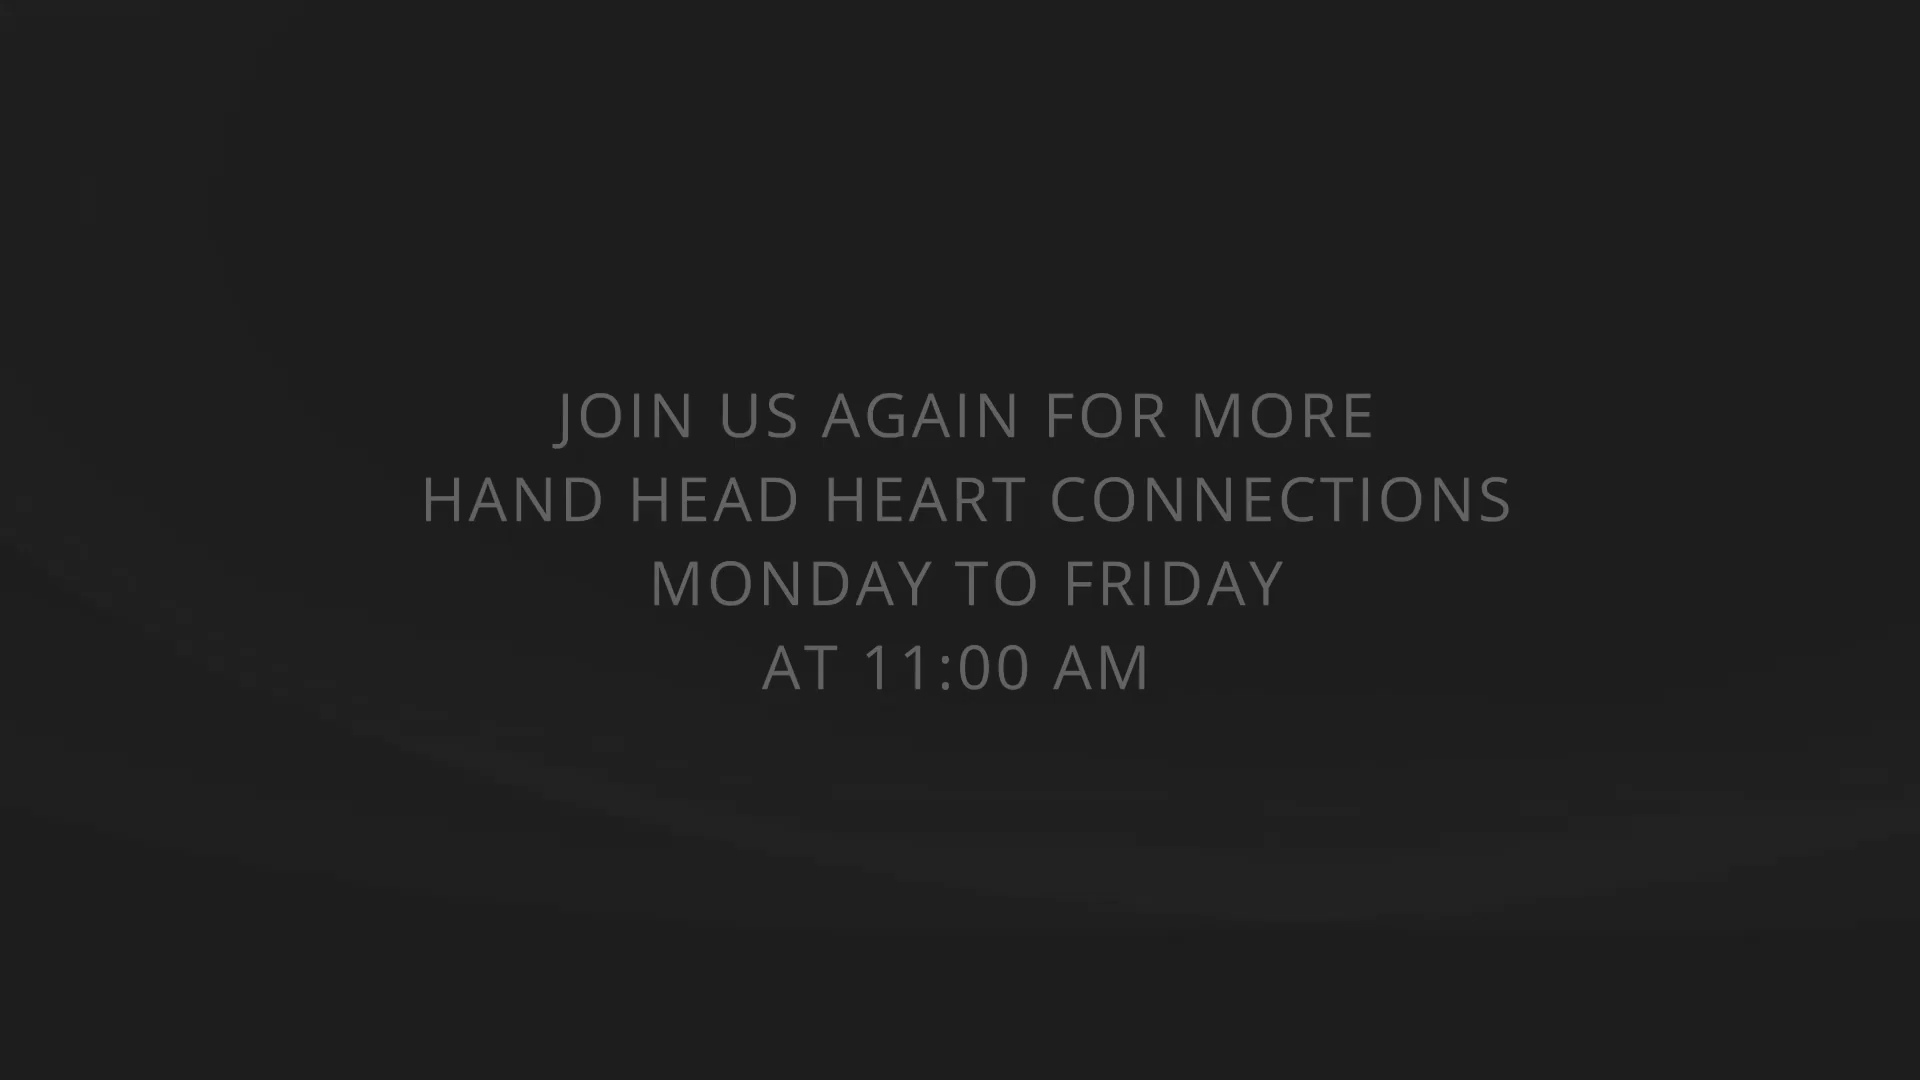 JOIN US AGAIN FOR MORE
HAND HEAD HEART CONNECTIONS
MONDAY TO FRIDAY
AT 11:00 AM